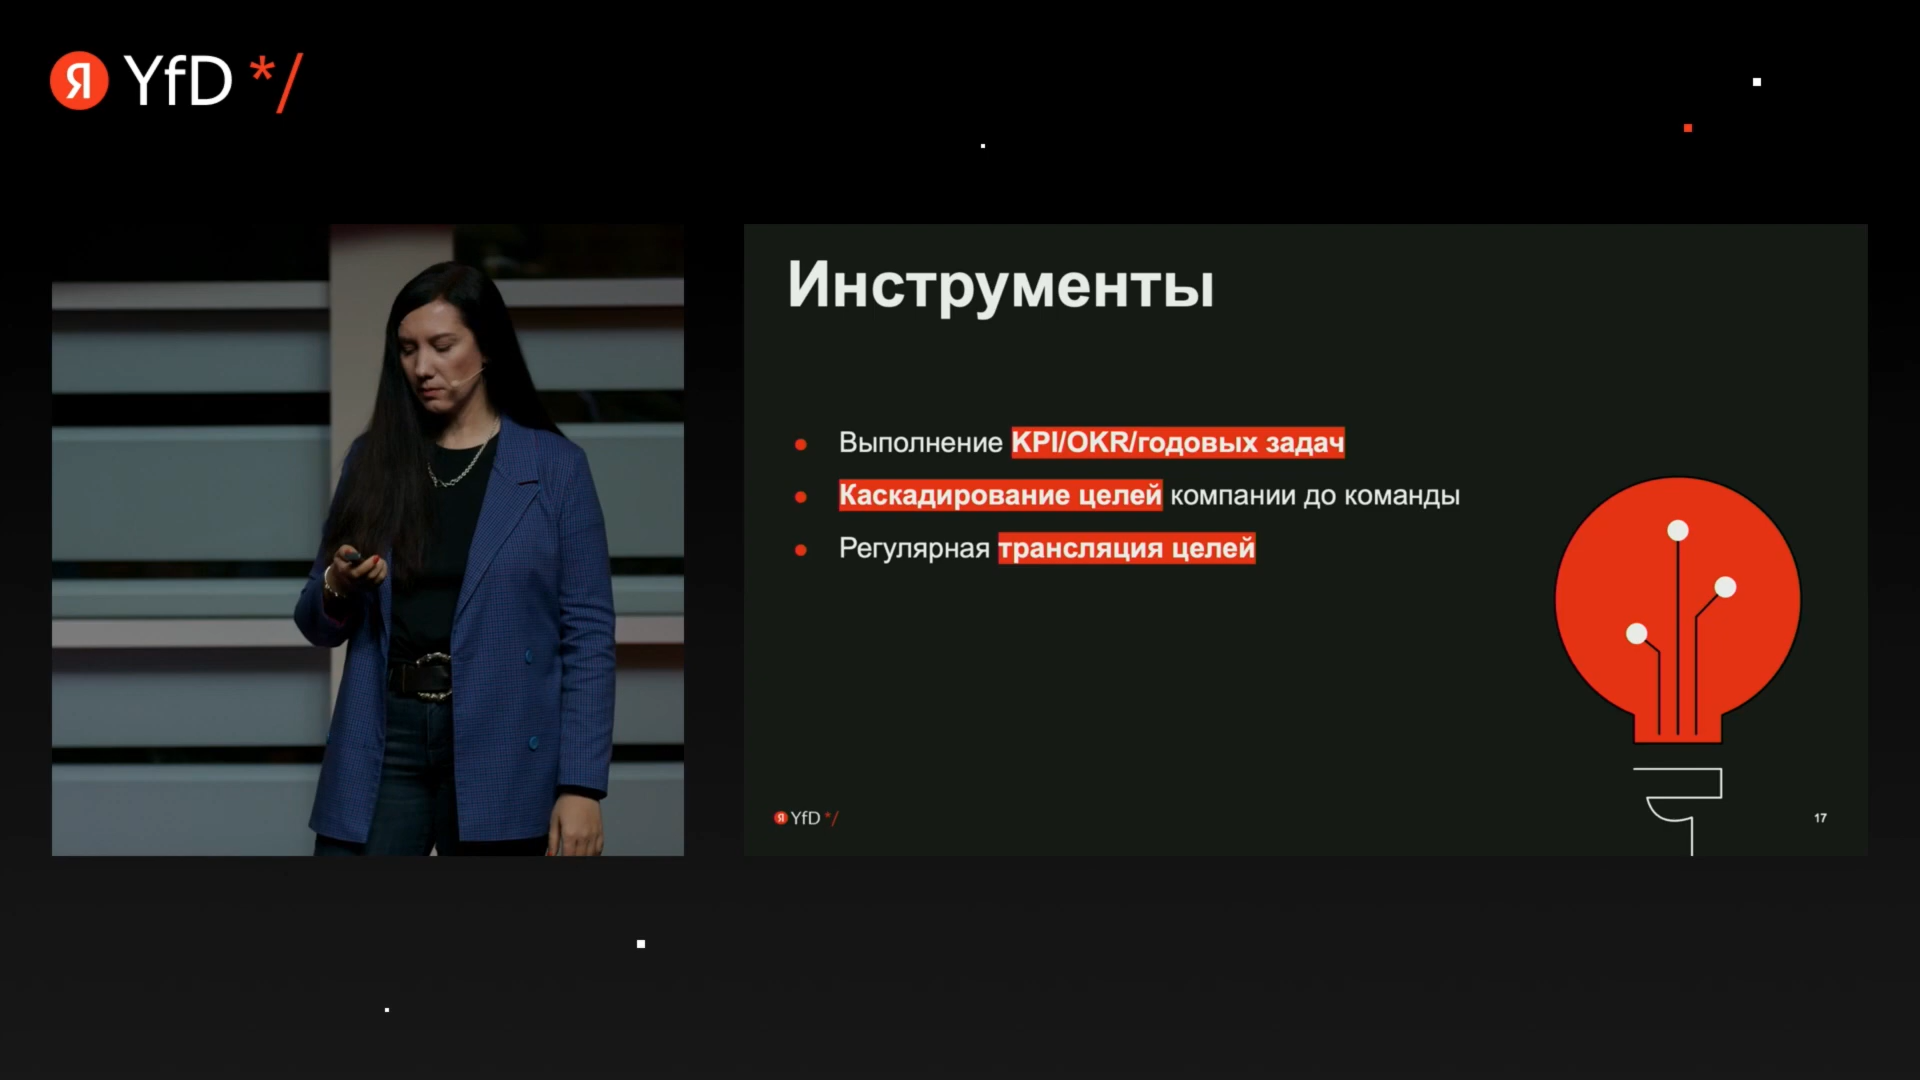 Я YfD */
Инструменты
Выполнение KPI/OKR/годовых задач
Каскадирование целей компании до команды
Регулярная трансляция целей
Я YfD */
17